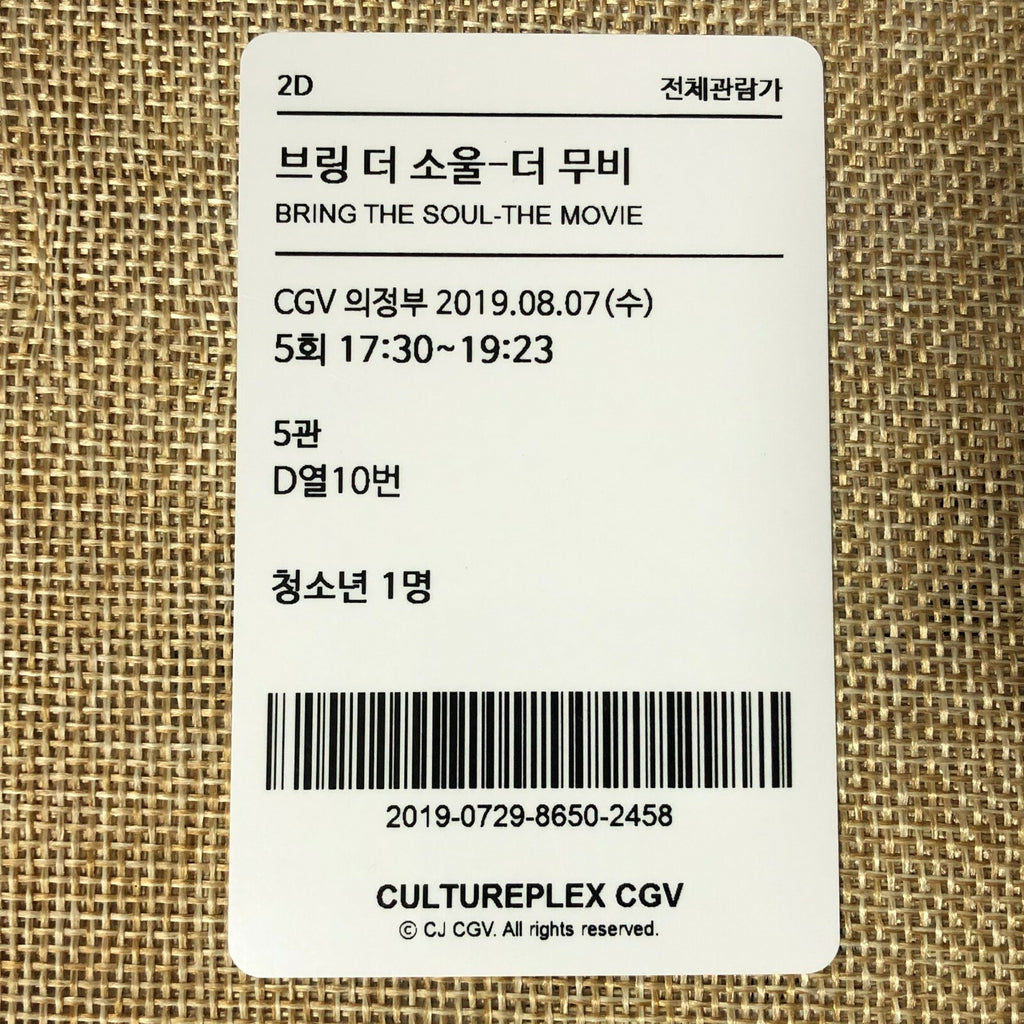 2D 전체관람가
브링 더 소울-더 무비
BRING THE SOUL-THE MOVIE
CGV 의정부 2019.08.07(수)
5회 17:30~19:23
5관
D열10번
청소년 1명
2019-0729-8650-2458
CULTUREPLEX CGV
ⓒ CJ CGV. All rights reserved.